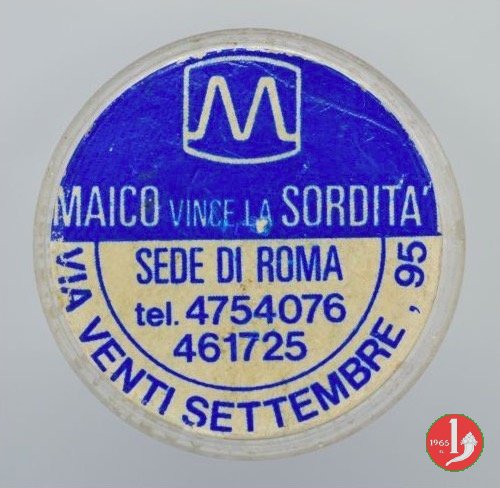 M
MAICO VINCE LA SORDITA'
SEDE DI ROMA
tel. 4754076
461725
VIA VENTI SETTEMBRE, 95
1965